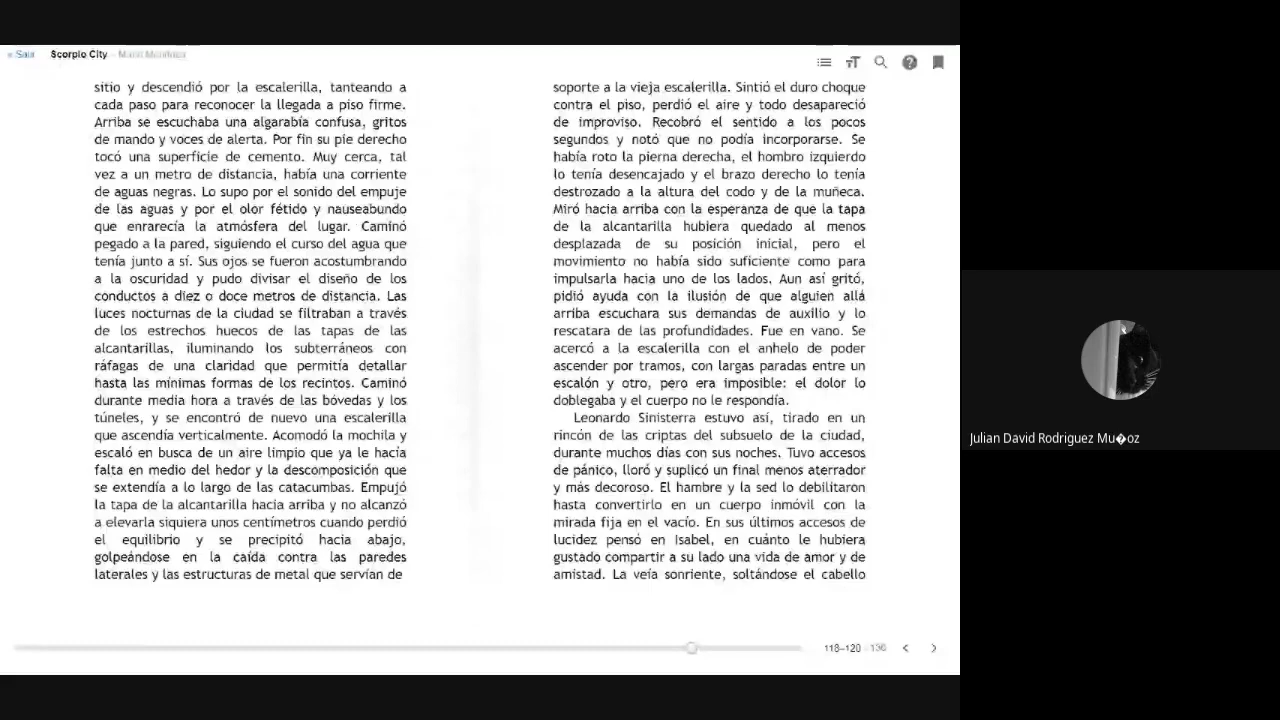 « Salir Scorpio City – Mario Mendoza
sitio y descendió por la escalerilla, tanteando a
cada paso para reconocer la llegada a piso firme.
Arriba se escuchaba una algarabía confusa, gritos
de mando y voces de alerta. Por fin su pie derecho
tocó una superficie de cemento. Muy cerca, tal
vez a un metro de distancia, había una corriente
de aguas negras. Lo supo por el sonido del empuje
de las aguas y por el olor fétido y nauseabundo
que enrarecía la atmósfera del lugar. Caminó
pegado a la pared, siguiendo el curso del agua que
tenía junto a sí. Sus ojos se fueron acostumbrando
a la oscuridad y pudo divisar el diseño de los
conductos a diez o doce metros de distancia. Las
luces nocturnas de la ciudad se filtraban a través
de los estrechos huecos de las tapas de las
alcantarillas, iluminando los subterráneos con
ráfagas de una claridad que permitía detallar
hasta las mínimas formas de los recintos. Caminó
durante media hora a través de las bóvedas y los
túneles, y se encontró de nuevo una escalerilla
que ascendía verticalmente. Acomodó la mochila y
escaló en busca de un aire limpio que ya le hacía
falta en medio del hedor y la descomposición que
se extendía a lo largo de las catacumbas. Empujó
la tapa de la alcantarilla hacia arriba y no alcanzó
a elevarla siquiera unos centímetros cuando perdió
el equilibrio y se precipitó hacia abajo,
golpeándose en la caída contra las paredes
laterales y las estructuras de metal que servían de
soporte a la vieja escalerilla. Sintió el duro choque
contra el piso, perdió el aire y todo desapareció
de improviso. Recobró el sentido a los pocos
segundos y notó que no podía incorporarse. Se
había roto la pierna derecha, el hombro izquierdo
lo tenía desencajado y el brazo derecho lo tenía
destrozado a la altura del codo y de la muñeca.
Miró hacia arriba con la esperanza de que la tapa
de la alcantarilla hubiera quedado al menos
desplazada de su posición inicial, pero el
movimiento no había sido suficiente como para
impulsarla hacia uno de los lados. Aun así gritó,
pidió ayuda con la ilusión de que alguien allá
arriba escuchara sus demandas de auxilio y lo
rescatara de las profundidades. Fue en vano. Se
acercó a la escalerilla con el anhelo de poder
ascender por tramos, con largas paradas entre un
escalón y otro, pero era imposible: el dolor lo
doblegaba y el cuerpo no le respondía.
Leonardo Sinisterra estuvo así, tirado en un
rincón de las criptas del subsuelo de la ciudad,
durante muchos días con sus noches. Tuvo accesos
de pánico, lloró y suplicó un final menos aterrador
y más decoroso. El hambre y la sed lo debilitaron
hasta convertirlo en un cuerpo inmóvil con la
mirada fija en el vacío. En sus últimos accesos de
lucidez pensó en Isabel, en cuánto le hubiera
gustado compartir a su lado una vida de amor y de
amistad. La veía sonriente, soltándose el cabello
118–120 136
Julian David Rodriguez Mu�oz